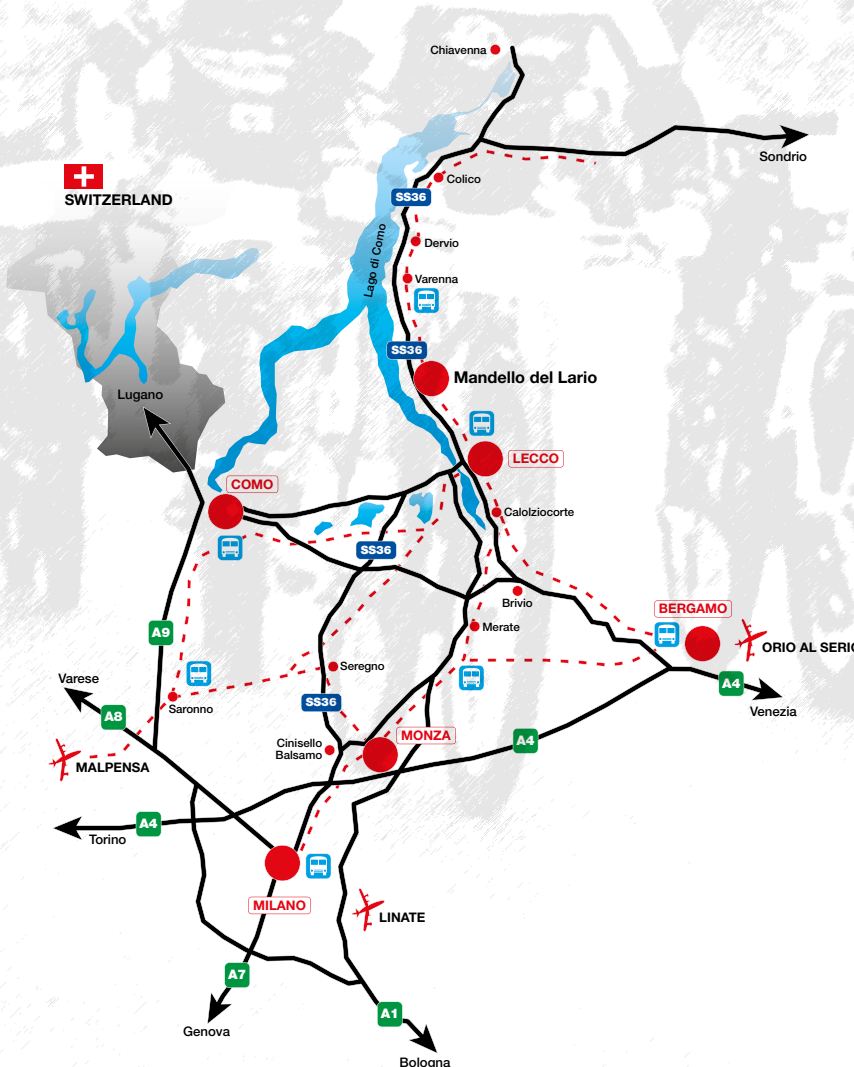 Chiavenna
Sondrio
SWITZERLAND
Colico
SS36
Dervio
Lago di Como
Varenna
SS36
Mandello del Lario
Lugano
LECCO
COMO
Calolziocorte
SS36
Brivio
BERGAMO
A9
Merate
ORIO AL SERIO
Seregno
Varese
A4
Saronno
SS36
Venezia
A8
MONZA
Cinisello
Balsamo
A4
MALPENSA
A4
Torino
MILANO
LINATE
A7
Genova
A1
Bologna